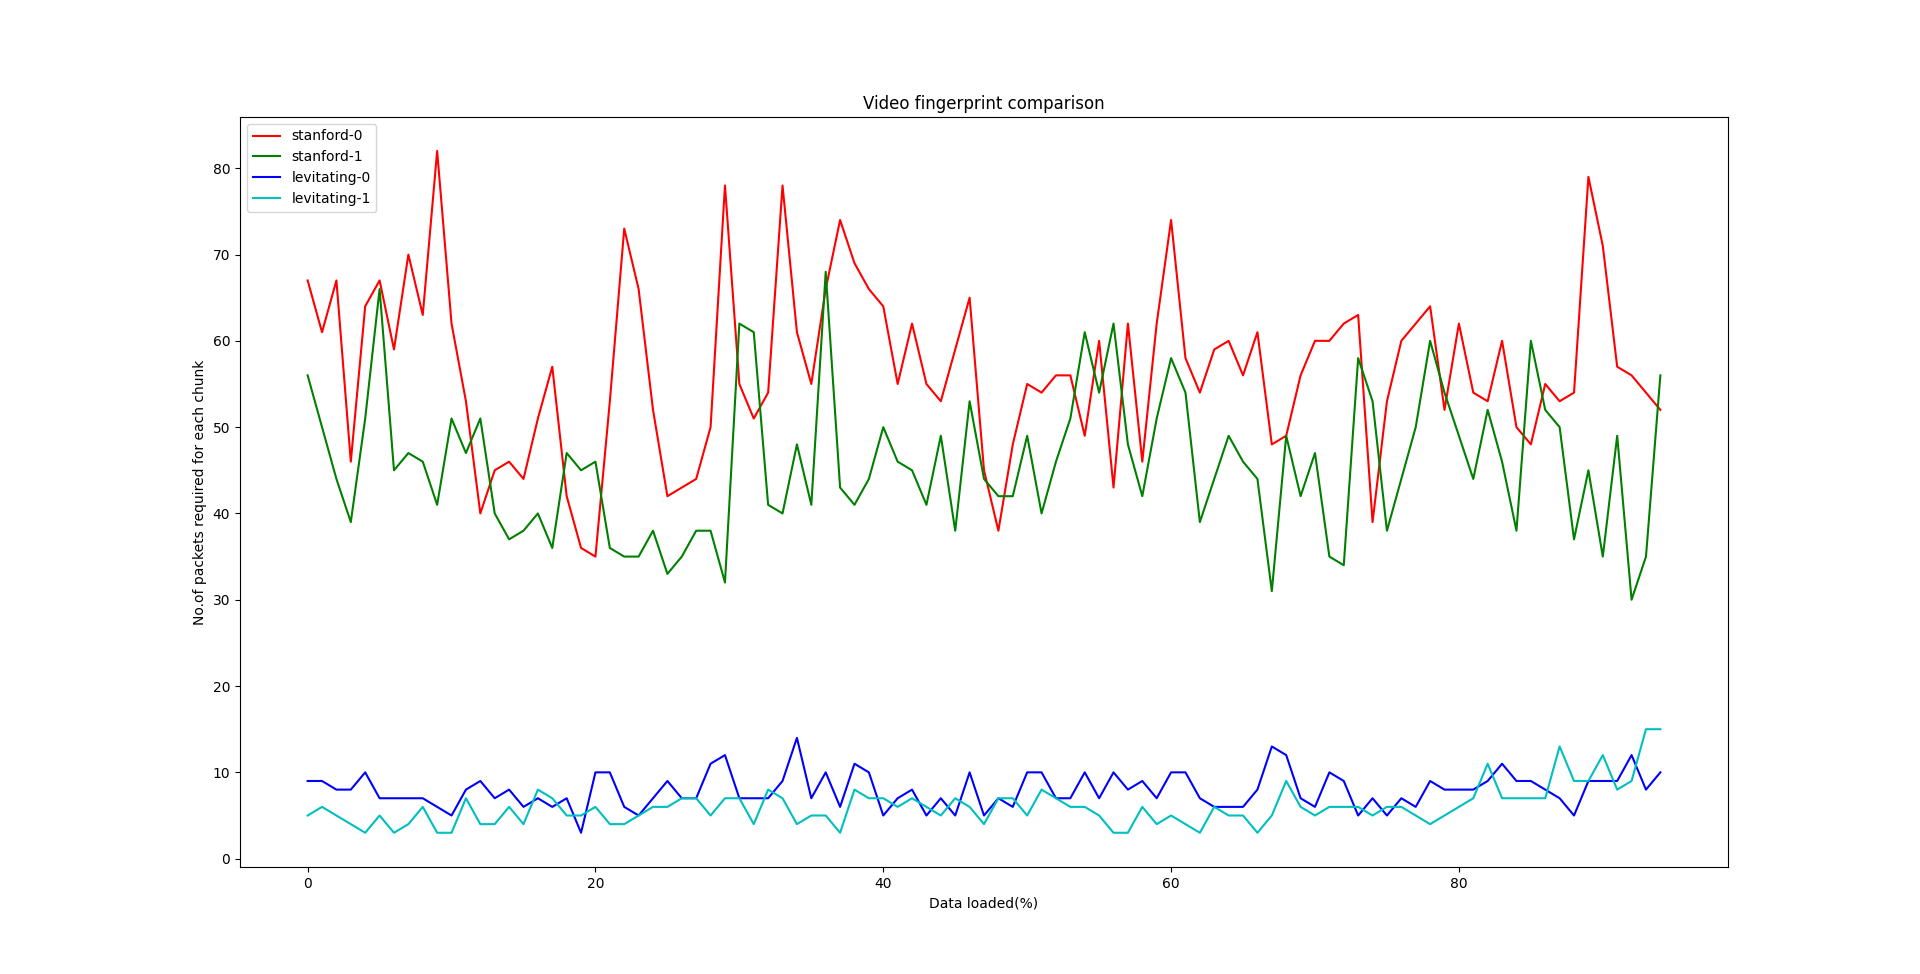 Video fingerprint comparison
stanford-0
stanford-1
levitating-0
levitating-1
80
70
60
50
40
30
20
10
0
No.of packets required for each chunk
0 20 40 60 80
Data loaded(%)